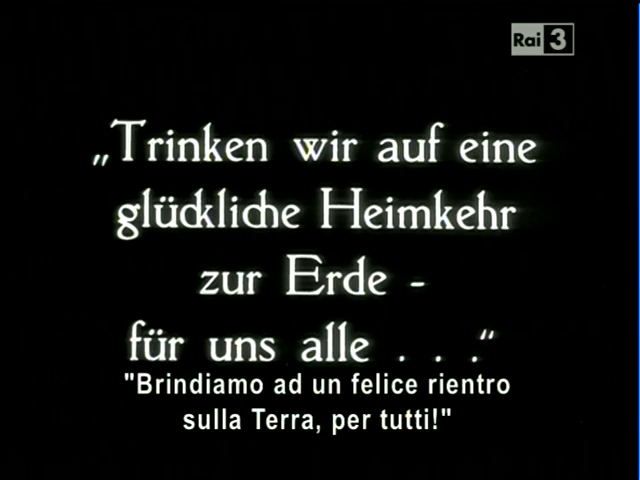 Rai 3
„Trinken wir auf eine
glückliche Heimkehr
zur Erde -
für uns alle . . .“
"Brindiamo ad un felice rientro
sulla Terra, per tutti!"